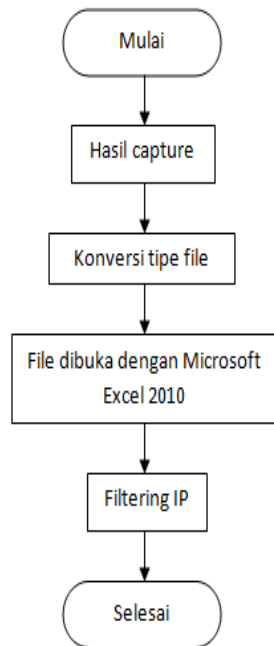 Mulai
Hasil capture
Konversi tipe file
File dibuka dengan Microsoft
Excel 2010
Filtering IP
Selesai